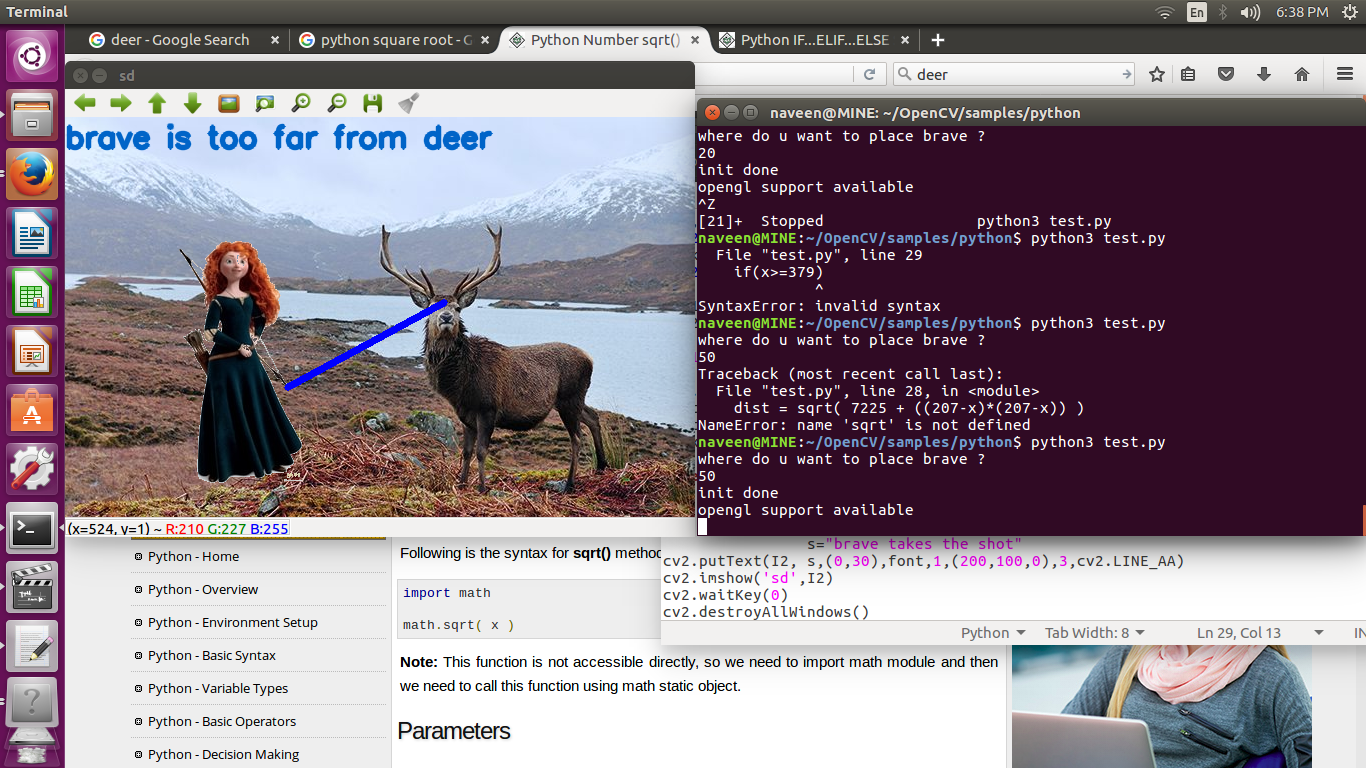 Terminal
En
6:38 PM
deer - Google Search
python square root - G
Python Number sqrt()
Python IF...ELIF...ELSE
deer
sd
brave is too far from deer
(x=524, y=1) ~ R:210 G:227 B:255
naveen@MINE: ~/OpenCV/samples/python
where do u want to place brave ?
20
init done
opengl support available
^Z
[21]+  Stopped                 python3 test.py
naveen@MINE:~/OpenCV/samples/python$ python3 test.py
  File "test.py", line 29
    if(x>=379)
             ^
SyntaxError: invalid syntax
naveen@MINE:~/OpenCV/samples/python$ python3 test.py
where do u want to place brave ?
50
Traceback (most recent call last):
  File "test.py", line 28, in <module>
    dist = sqrt( 7225 + ((207-x)*(207-x)) )
NameError: name 'sqrt' is not defined
naveen@MINE:~/OpenCV/samples/python$ python3 test.py
where do u want to place brave ?
50
init done
opengl support available
s="brave takes the shot"
cv2.putText(I2, s,(0,30),font,1,(200,100,0),3,cv2.LINE_AA)
cv2.imshow('sd',I2)
cv2.waitKey(0)
cv2.destroyAllWindows()
Python
Tab Width: 8
Ln 29, Col 13
IN
Python - Home
Python - Overview
Python - Environment Setup
Python - Basic Syntax
Python - Variable Types
Python - Basic Operators
Python - Decision Making
Following is the syntax for sqrt() method
import math
math.sqrt( x )
Note: This function is not accessible directly, so we need to import math module and then
we need to call this function using math static object.
Parameters